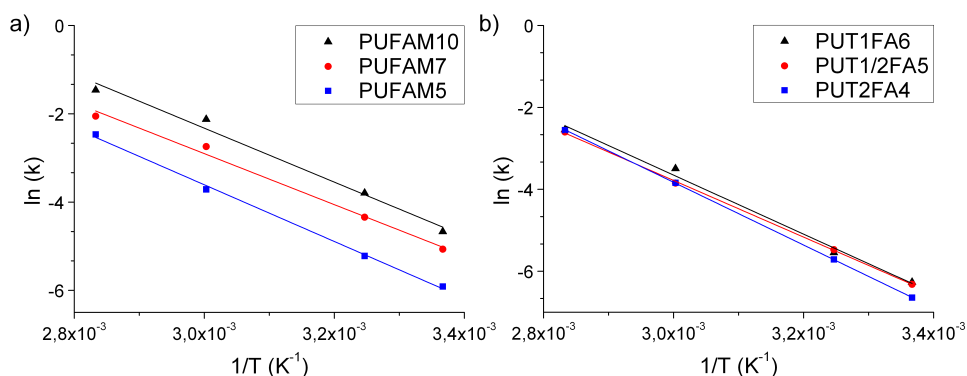 a)
PUFAM10
PUFAM7
PUFAM5
ln (k)
0
-2
-4
-6
2,8x10⁻³
3,0x10⁻³
3,2x10⁻³
3,4x10⁻³
1/T (K⁻¹)
b)
PUT1FA6
PUT1/2FA5
PUT2FA4
ln (k)
0
-2
-4
-6
2,8x10⁻³
3,0x10⁻³
3,2x10⁻³
3,4x10⁻³
1/T (K⁻¹)